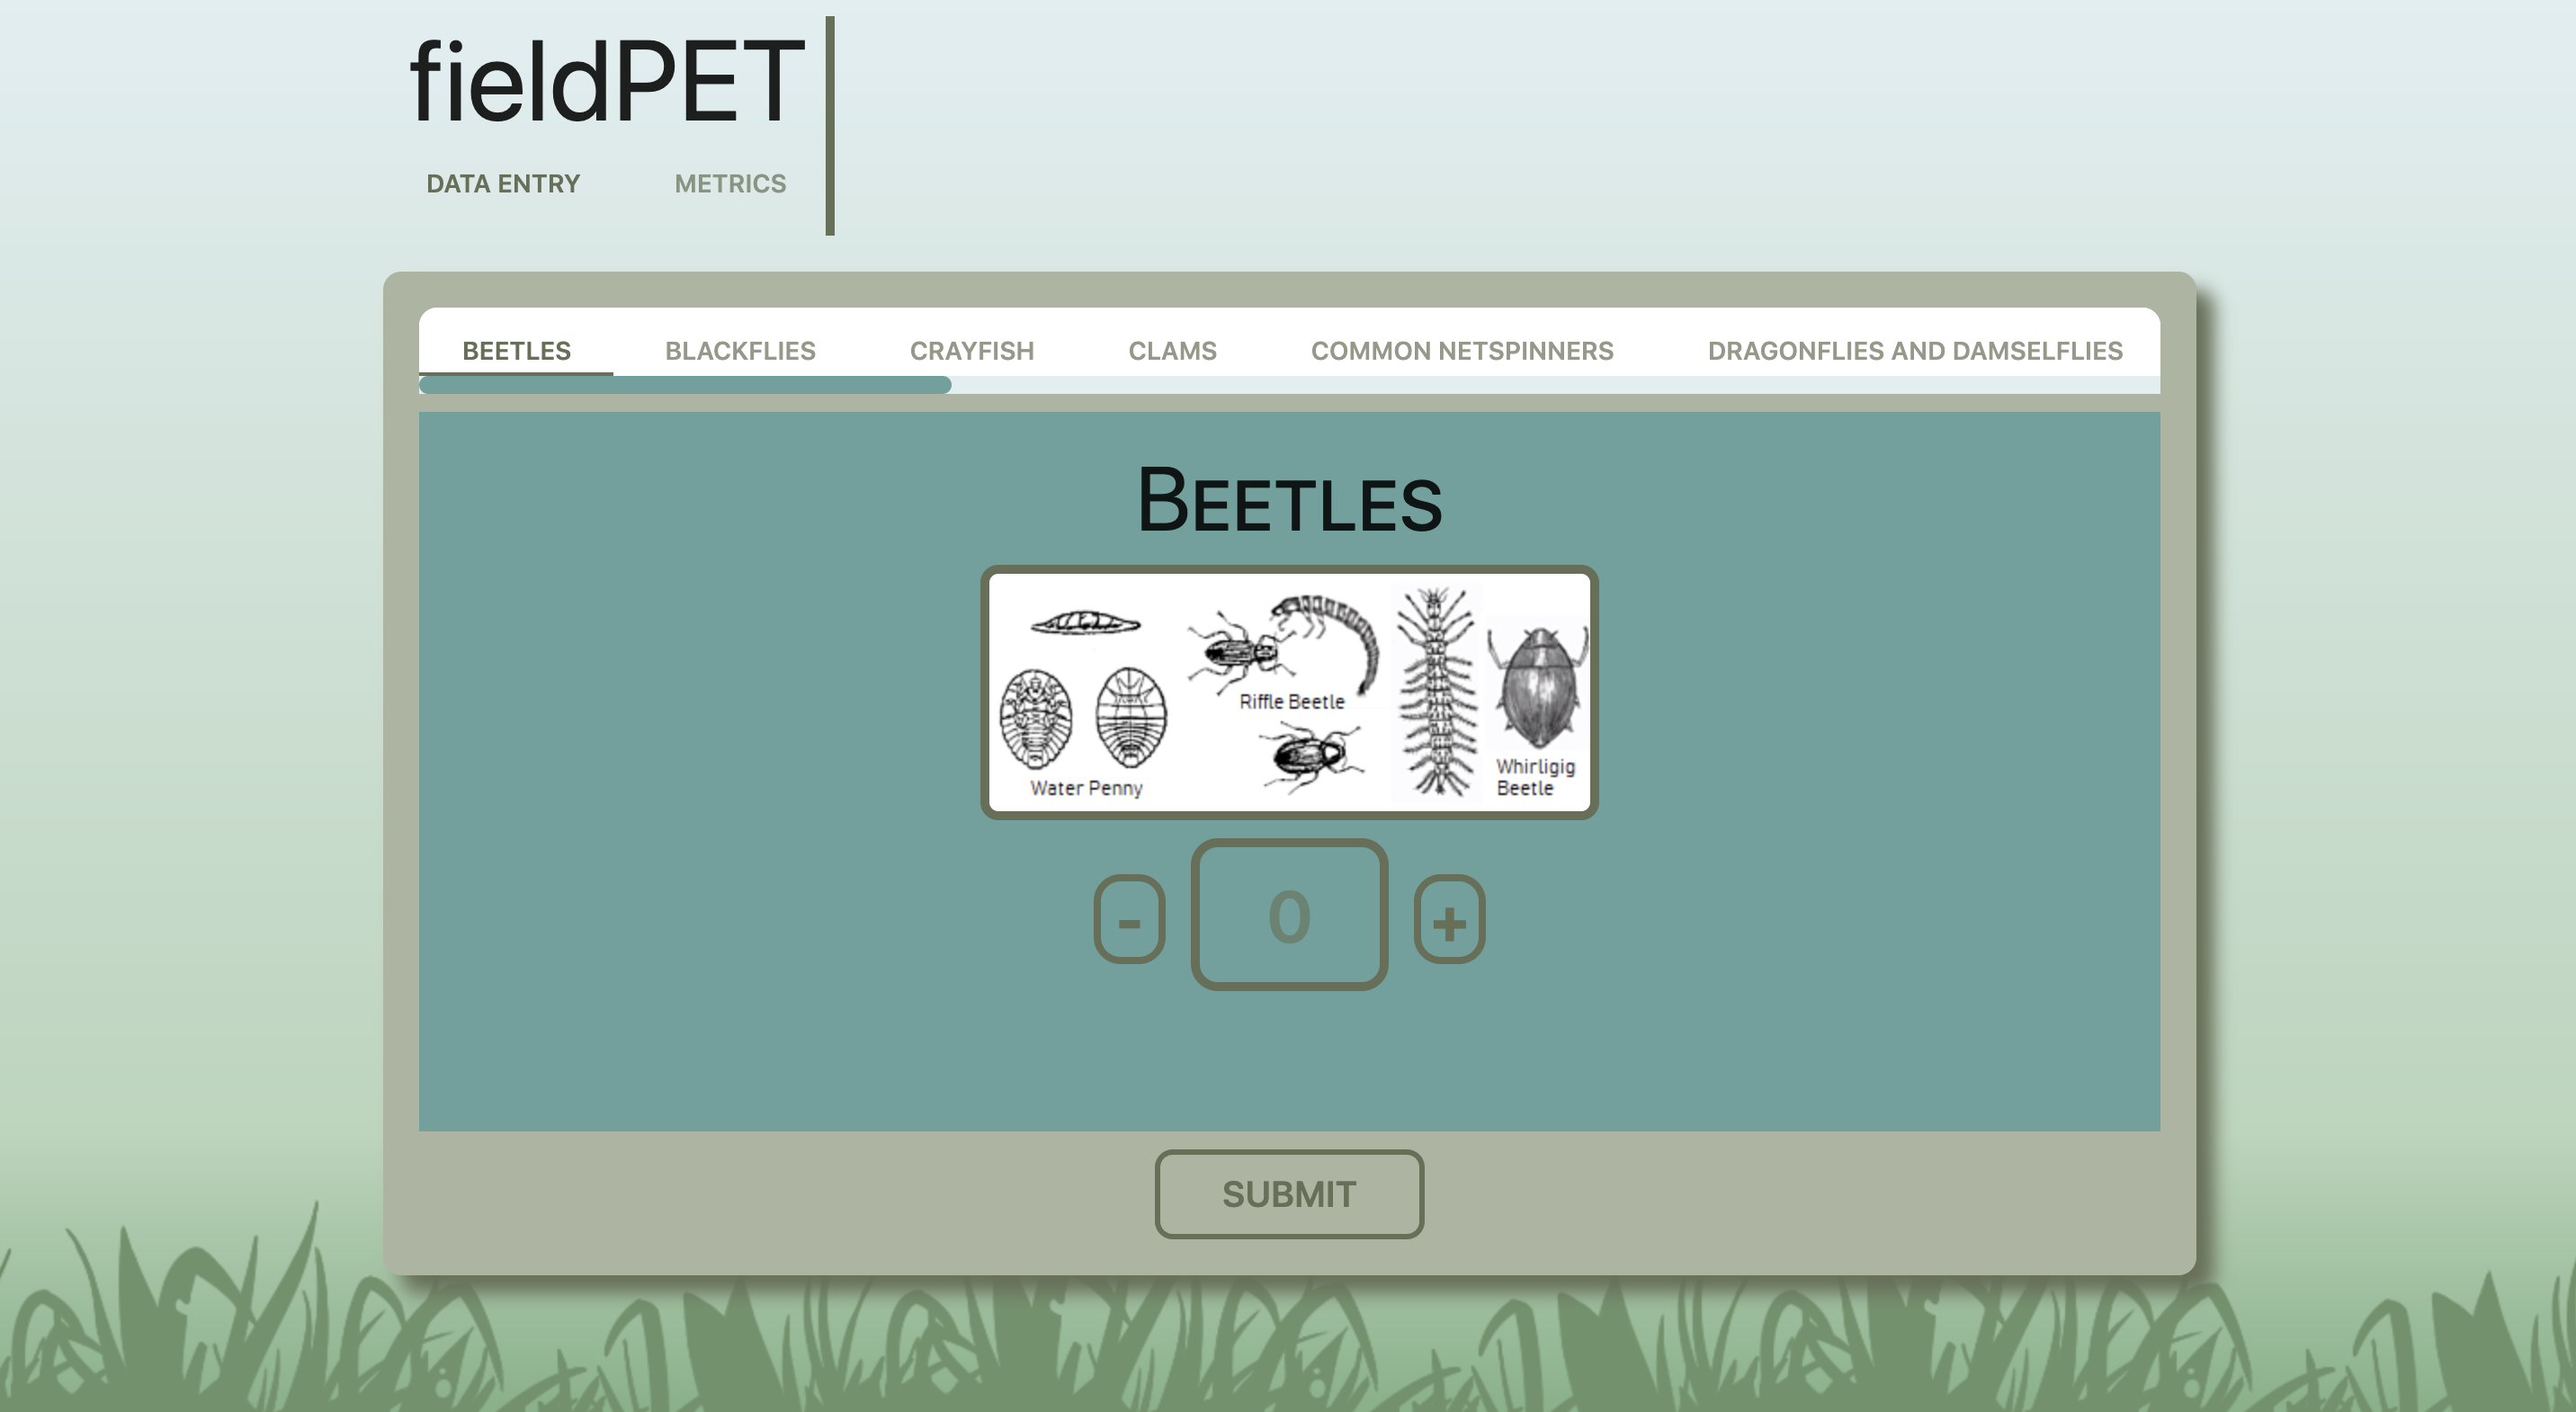 fieldPET
DATA ENTRY METRICS
BEETLES BLACKFLIES CRAYFISH CLAMS COMMON NETSPINNERS DRAGONFLIES AND DAMSELFLIES
BEETLES
Riffle Beetle
Water Penny
Whirligig
Beetle
- 0 +
SUBMIT